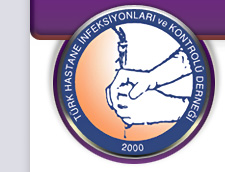 TÜRK HASTANE İNFEKSİYONLARI ve KONTROLÜ DERNEĞİ
2000